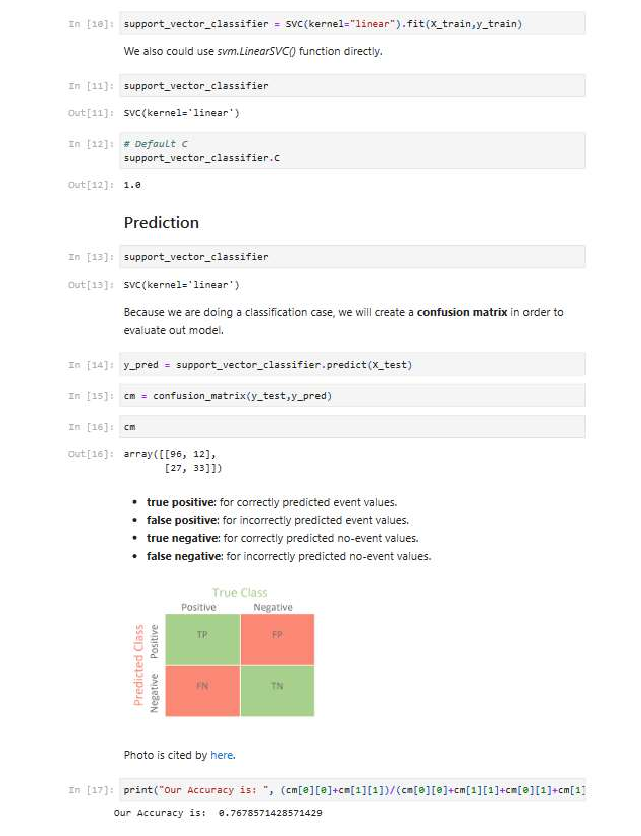 In [10]: support_vector_classifier = SVC(kernel="linear").fit(X_train,y_train)
We also could use svm.LinearSVC() function directly.
In [11]: support_vector_classifier
Out[11]: SVC(kernel='linear')
In [12]: # Default C
support_vector_classifier.C
Out[12]: 1.0
Prediction
In [13]: support_vector_classifier
Out[13]: SVC(kernel='linear')
Because we are doing a classification case, we will create a confusion matrix in order to
evaluate out model.
In [14]: y_pred = support_vector_classifier.predict(X_test)
In [15]: cm = confusion_matrix(y_test,y_pred)
In [16]: cm
Out[16]: array([[96, 12],
[27, 33]])
• true positive: for correctly predicted event values.
• false positive: for incorrectly predicted event values.
• true negative: for correctly predicted no-event values.
• false negative: for incorrectly predicted no-event values.
True Class
Positive Negative
Predicted Class
Positive
TP FP
Negative
FN TN
Photo is cited by here.
In [17]: print("Our Accuracy is: ", (cm[0][0]+cm[1][1])/(cm[0][0]+cm[1][1]+cm[0][1]+cm[1]
Our Accuracy is: 0.7678571428571429